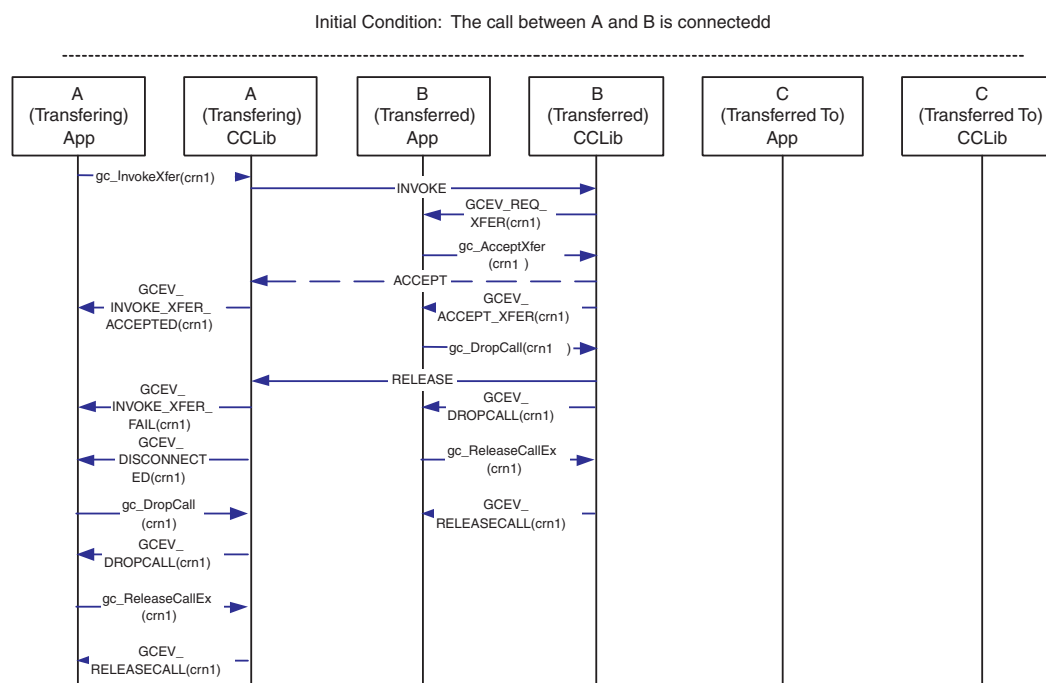 Initial Condition:  The call between A and B is connectedd
A
(Transfering)
App
A
(Transfering)
CCLib
B
(Transferred)
App
B
(Transferred)
CCLib
C
(Transferred To)
App
C
(Transferred To)
CCLib
gc_InvokeXfer(crn1)
INVOKE
GCEV_REQ_
XFER(crn1)
gc_AcceptXfer
(crn1 )
ACCEPT
GCEV_
INVOKE_XFER_
ACCEPTED(crn1)
GCEV_
ACCEPT_XFER(crn1)
gc_DropCall(crn1 )
RELEASE
GCEV_
INVOKE_XFER_
FAIL(crn1)
GCEV_
DROPCALL(crn1)
GCEV_
DISCONNECT
ED(crn1)
gc_ReleaseCallEx
(crn1)
gc_DropCall
(crn1)
GCEV_
RELEASECALL(crn1)
GCEV_
DROPCALL(crn1)
gc_ReleaseCallEx
(crn1)
GCEV_
RELEASECALL(crn1)